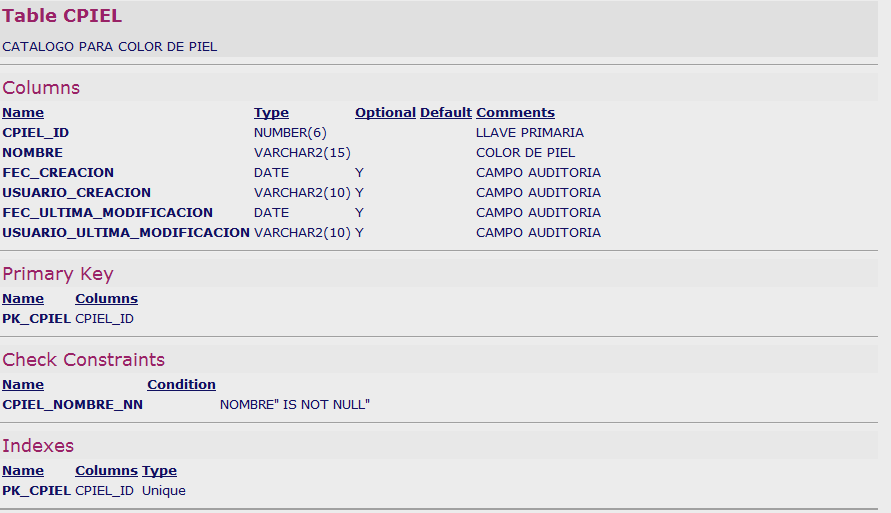 Table CPIEL
CATALOGO PARA COLOR DE PIEL
Columns
Name Type Optional Default Comments
CPIEL_ID NUMBER(6) LLAVE PRIMARIA
NOMBRE VARCHAR2(15) COLOR DE PIEL
FEC_CREACION DATE Y CAMPO AUDITORIA
USUARIO_CREACION VARCHAR2(10) Y CAMPO AUDITORIA
FEC_ULTIMA_MODIFICACION DATE Y CAMPO AUDITORIA
USUARIO_ULTIMA_MODIFICACION VARCHAR2(10) Y CAMPO AUDITORIA
Primary Key
Name Columns
PK_CPIEL CPIEL_ID
Check Constraints
Name Condition
CPIEL_NOMBRE_NN NOMBRE" IS NOT NULL"
Indexes
Name Columns Type
PK_CPIEL CPIEL_ID Unique